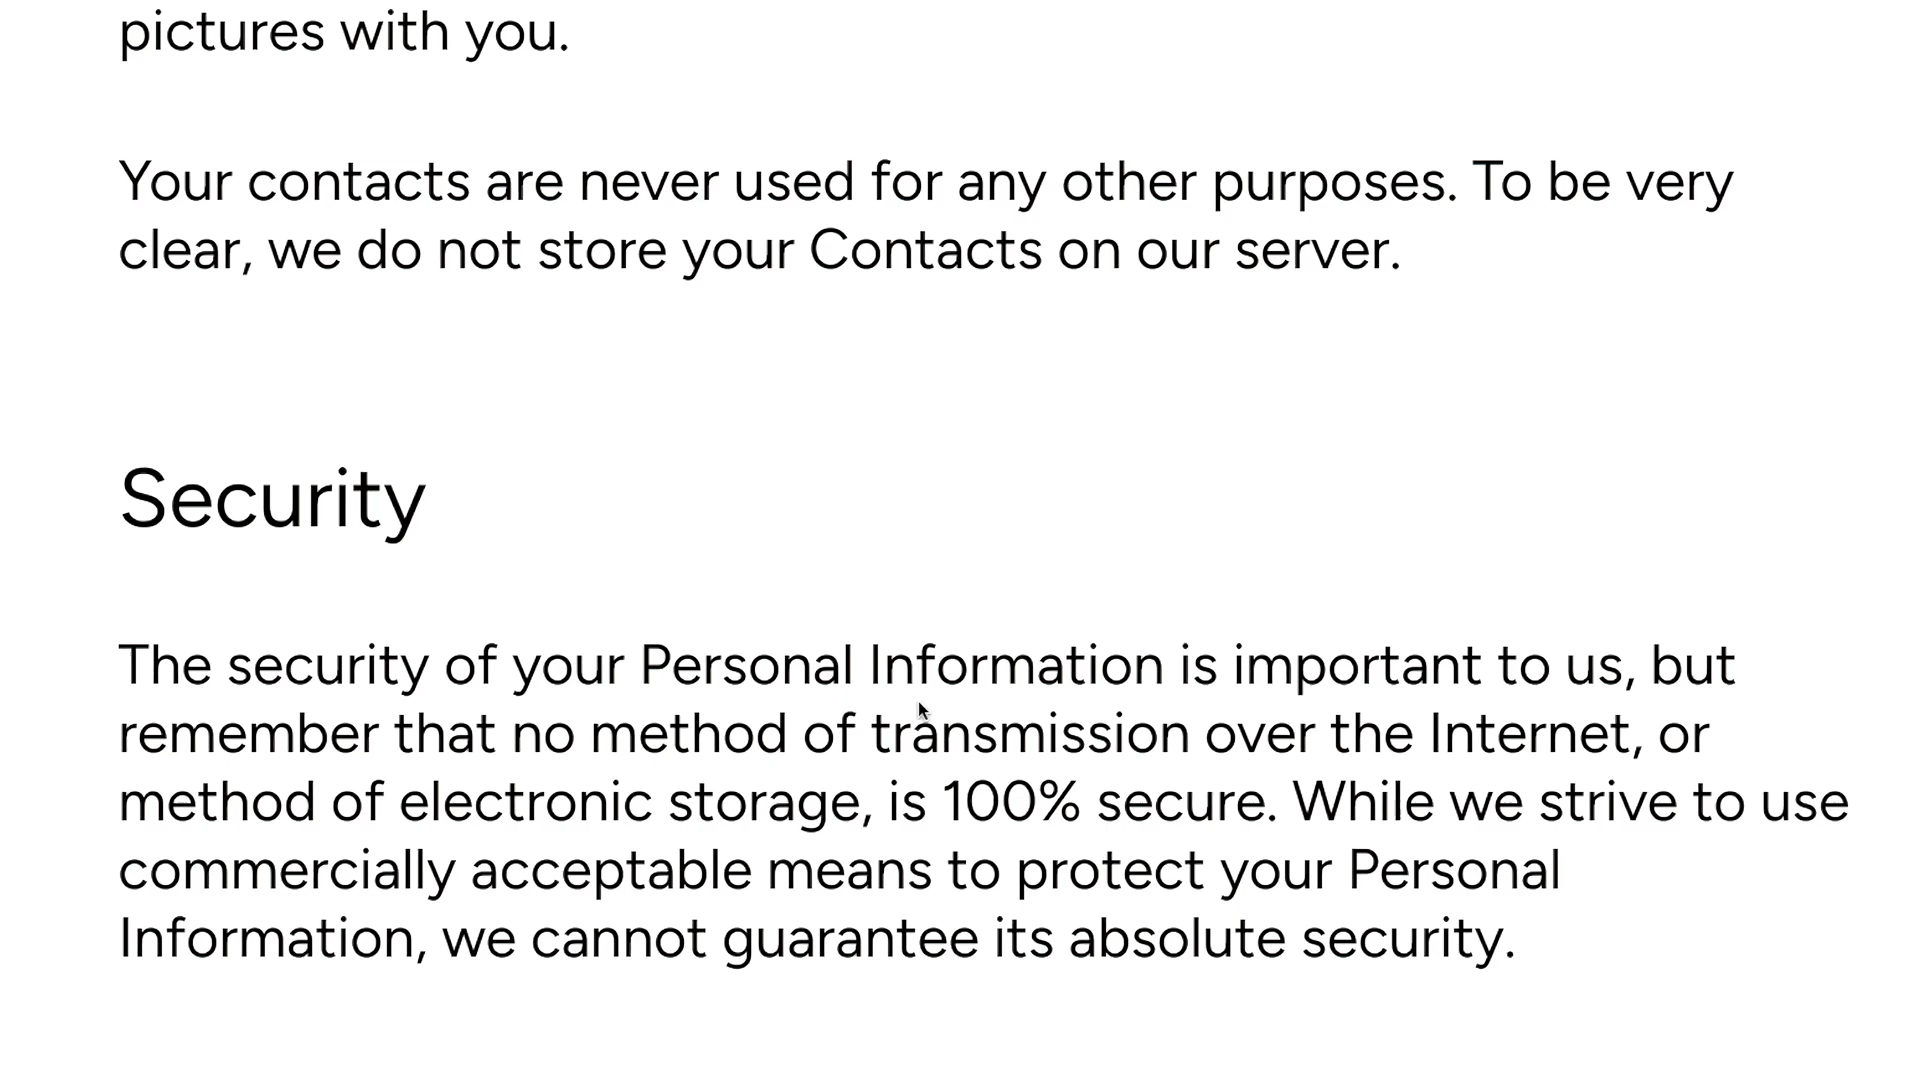 pictures with you.
Your contacts are never used for any other purposes. To be very
clear, we do not store your Contacts on our server.
Security
The security of your Personal Information is important to us, but
remember that no method of transmission over the Internet, or
method of electronic storage, is 100% secure. While we strive to use
commercially acceptable means to protect your Personal
Information, we cannot guarantee its absolute security.